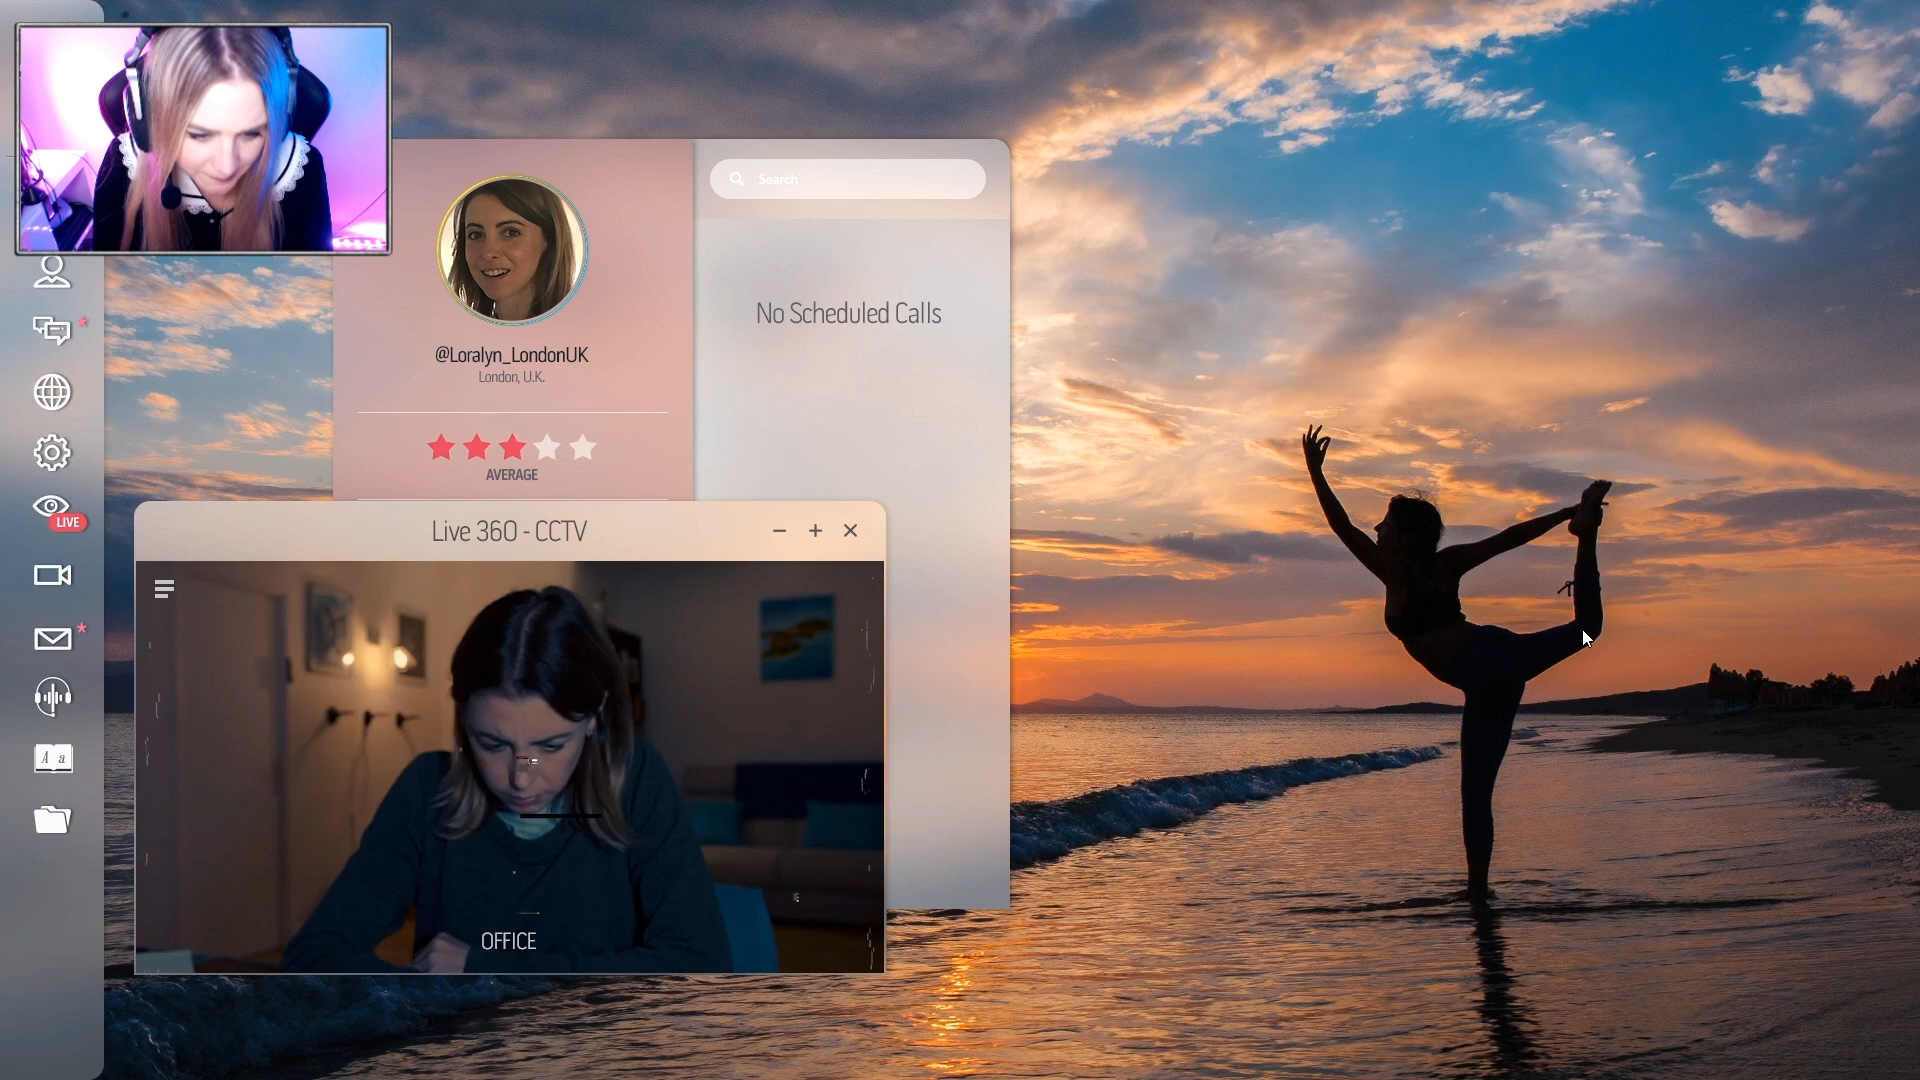 Search
No Scheduled Calls
@Loralyn_LondonUK
London, U.K.
AVERAGE
LIVE
Live 360 - CCTV
OFFICE
A a